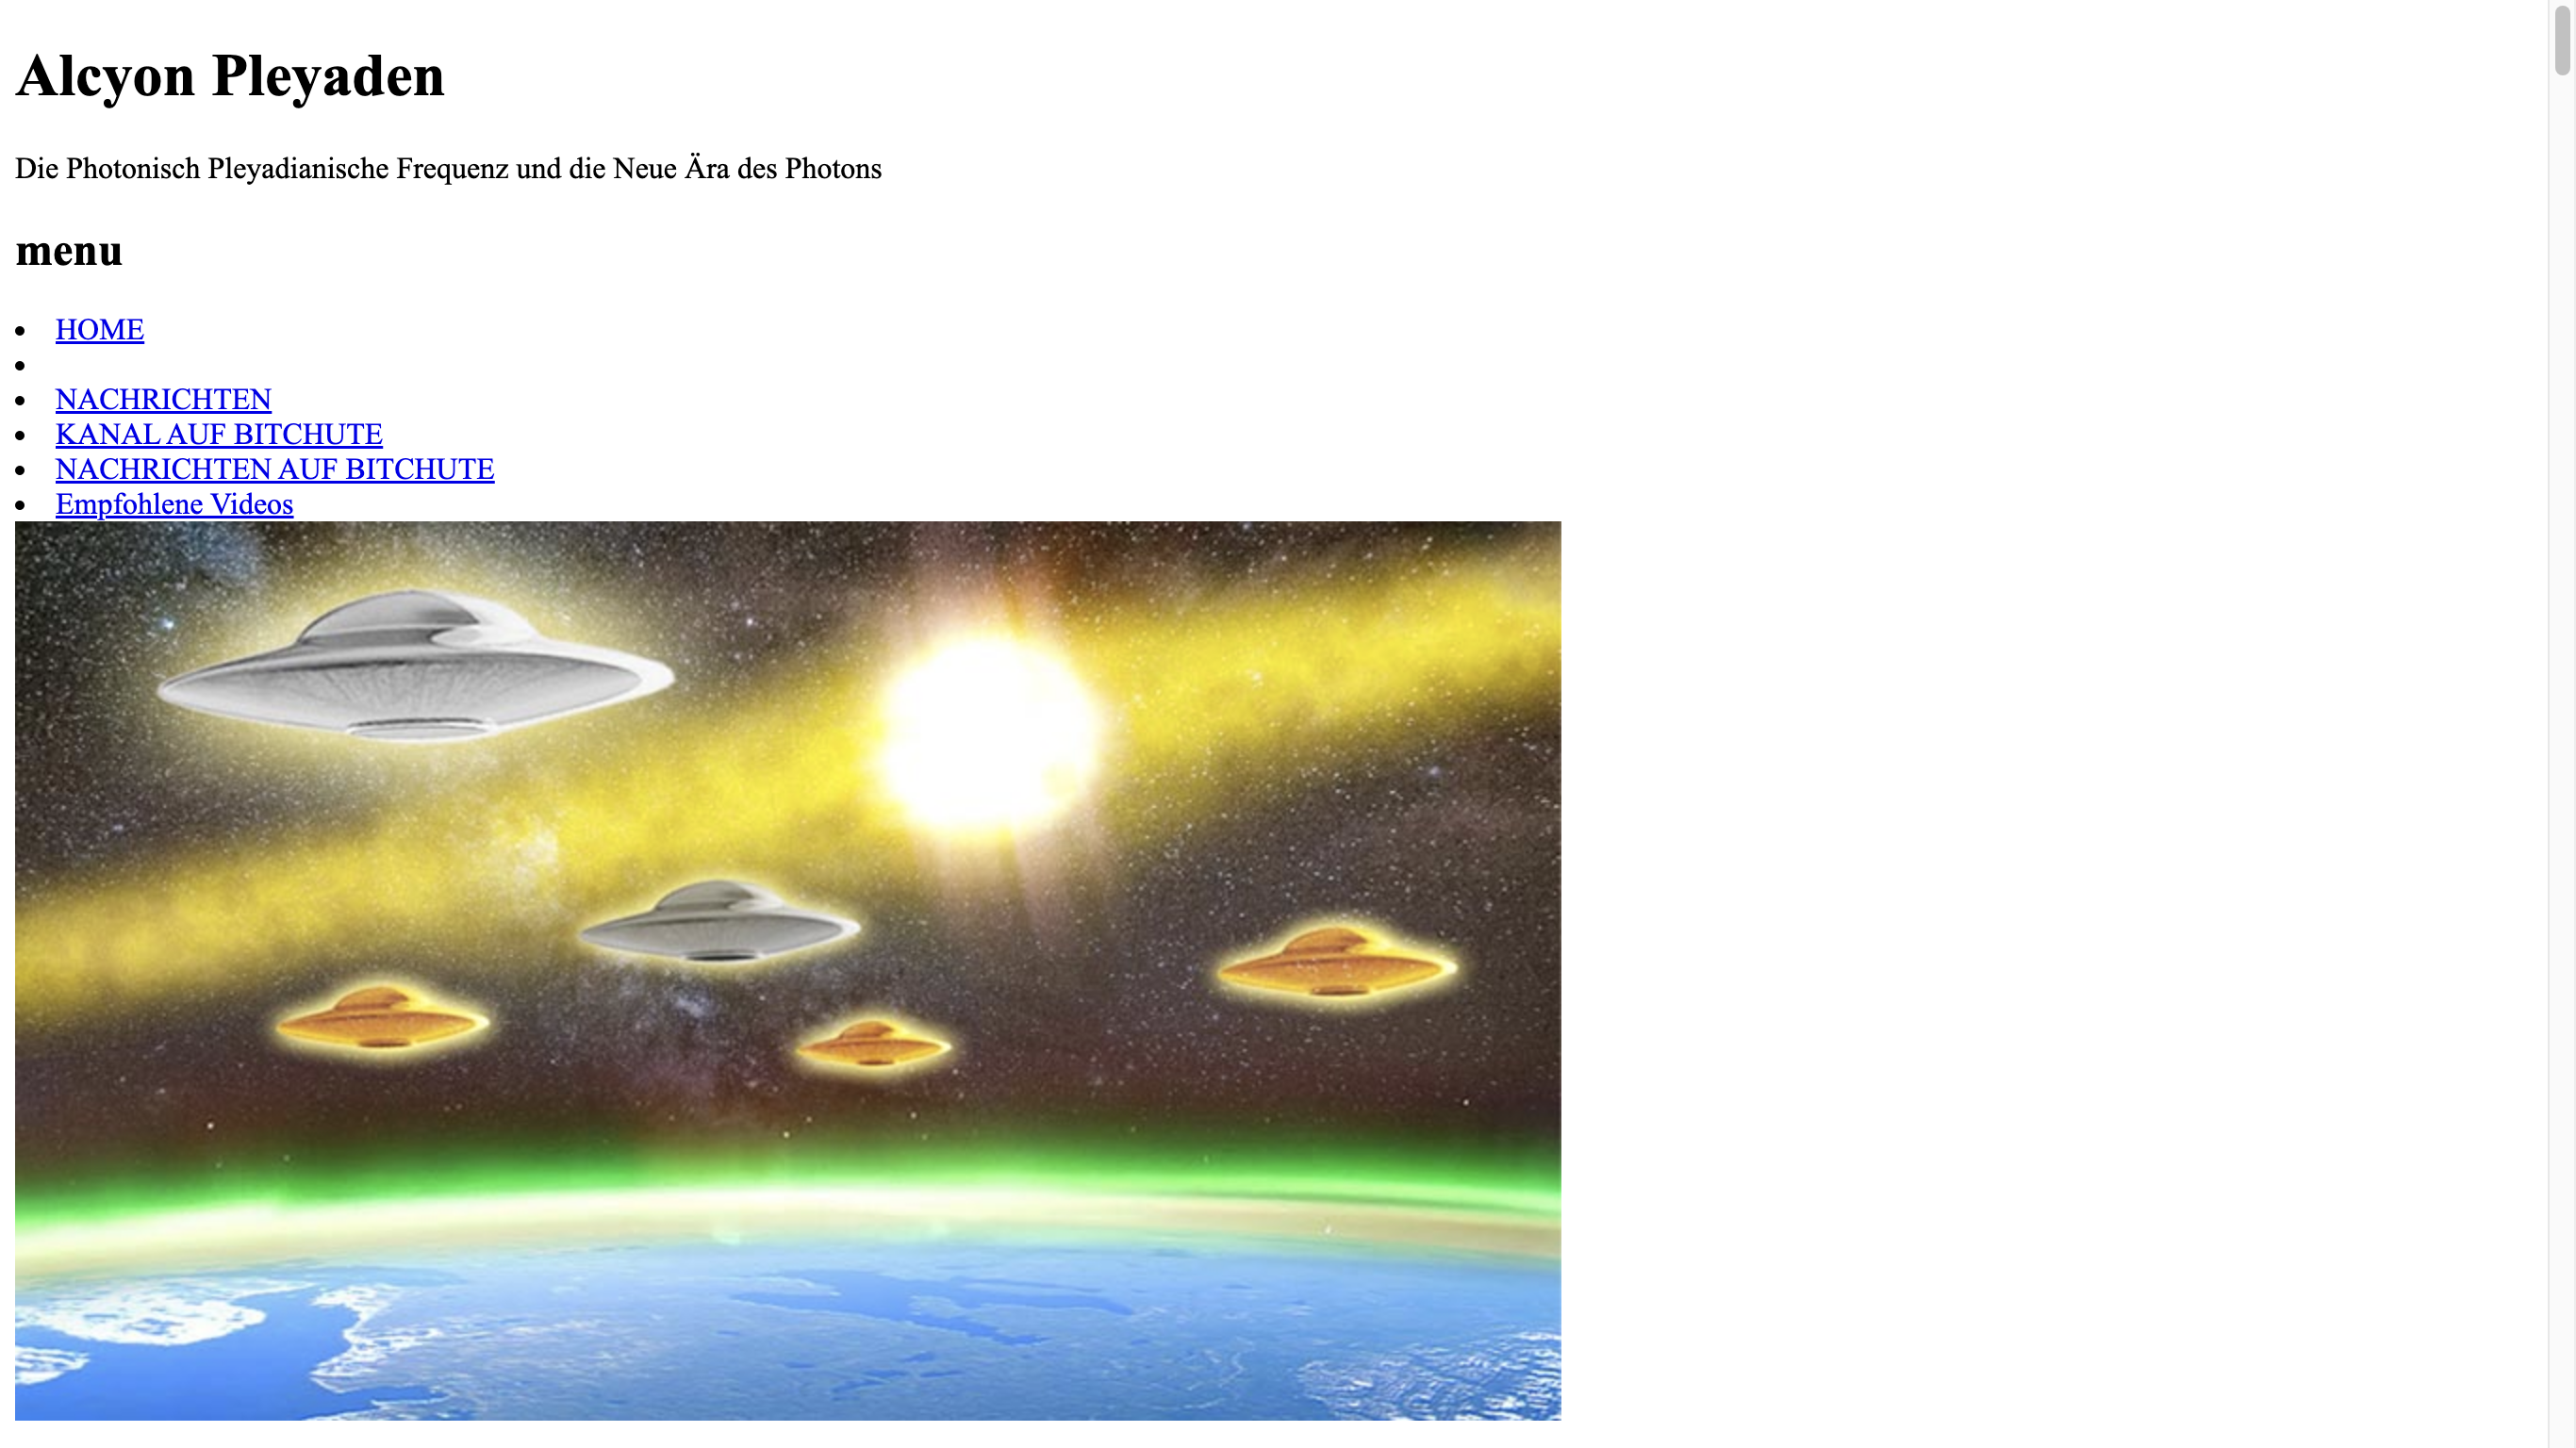 Alcyon Pleyaden
Die Photonisch Pleyadianische Frequenz und die Neue Ära des Photons
menu
HOME
NACHRICHTEN
KANAL AUF BITCHUTE
NACHRICHTEN AUF BITCHUTE
Empfohlene Videos